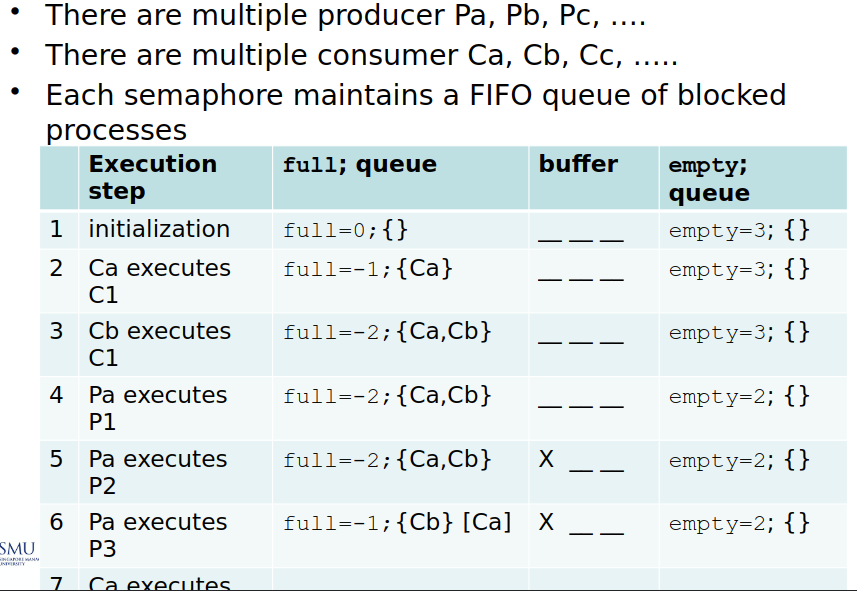 • There are multiple producer Pa, Pb, Pc, ....
• There are multiple consumer Ca, Cb, Cc, .....
• Each semaphore maintains a FIFO queue of blocked
processes
Execution step full; queue buffer empty; queue
1 initialization full=0;{} __ __ __ empty=3; {}
2 Ca executes C1 full=-1;{Ca} __ __ __ empty=3; {}
3 Cb executes C1 full=-2;{Ca,Cb} __ __ __ empty=3; {}
4 Pa executes P1 full=-2;{Ca,Cb} __ __ __ empty=2; {}
5 Pa executes P2 full=-2;{Ca,Cb} X __ __ empty=2; {}
6 Pa executes P3 full=-1;{Cb} [Ca] X __ __ empty=2; {}
SMU
7 Ca executes